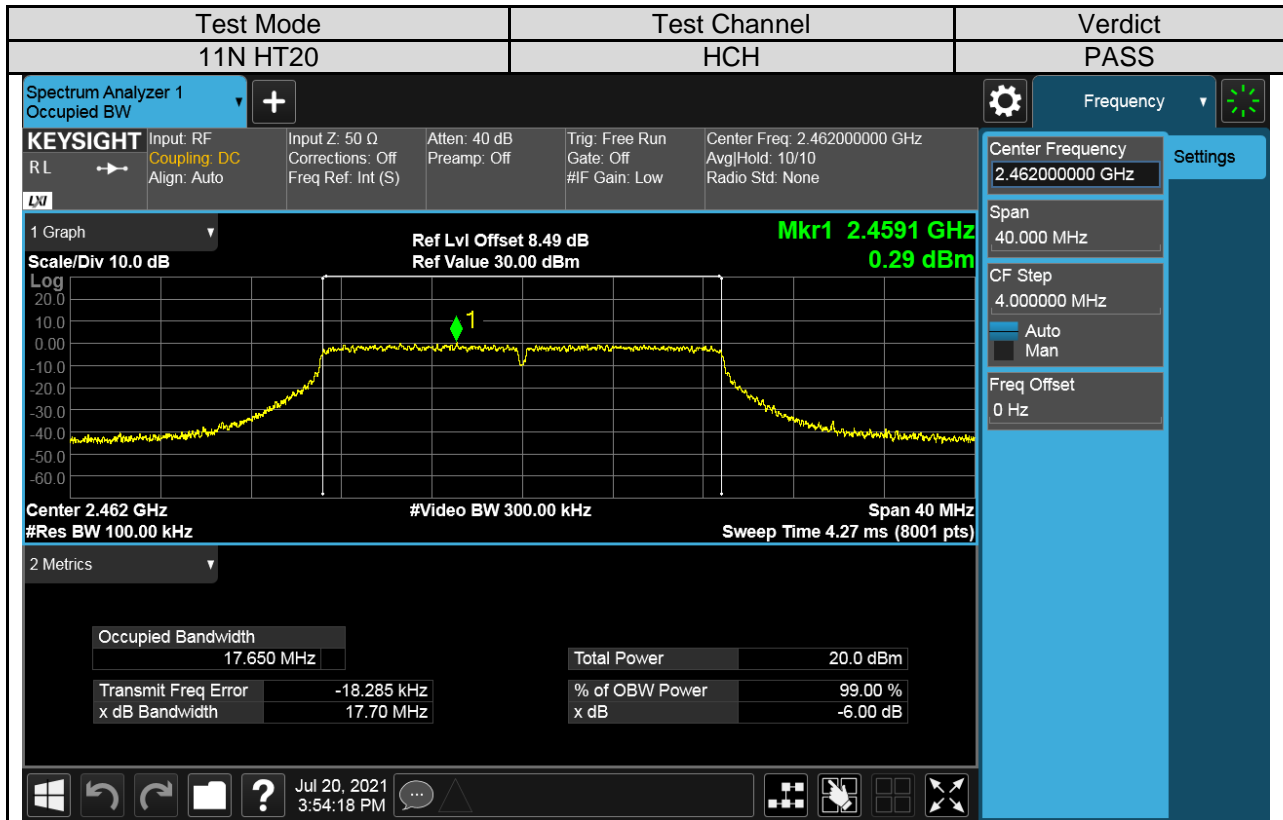 Test Mode Test Channel Verdict
11N HT20 HCH PASS
Spectrum Analyzer 1
Occupied BW
+
Frequency
KEYSIGHT
R L
LXI
Input: RF
Coupling: DC
Align: Auto
Input Z: 50 Ω
Corrections: Off
Freq Ref: Int (S)
Atten: 40 dB
Preamp: Off
Trig: Free Run
Gate: Off
#IF Gain: Low
Center Freq: 2.462000000 GHz
Avg|Hold: 10/10
Radio Std: None
Center Frequency
2.462000000 GHz
Settings
Span
40.000 MHz
CF Step
4.000000 MHz
Auto
Man
Freq Offset
0 Hz
1 Graph
Scale/Div 10.0 dB
Ref Lvl Offset 8.49 dB
Ref Value 30.00 dBm
Mkr1 2.4591 GHz
0.29 dBm
Log
20.0
10.0
0.00
-10.0
-20.0
-30.0
-40.0
-50.0
-60.0
1
Center 2.462 GHz #Video BW 300.00 kHz Span 40 MHz
#Res BW 100.00 kHz Sweep Time 4.27 ms (8001 pts)
2 Metrics
Occupied Bandwidth
17.650 MHz
Total Power 20.0 dBm
Transmit Freq Error -18.285 kHz % of OBW Power 99.00 %
x dB Bandwidth 17.70 MHz x dB -6.00 dB
?
Jul 20, 2021
3:54:18 PM